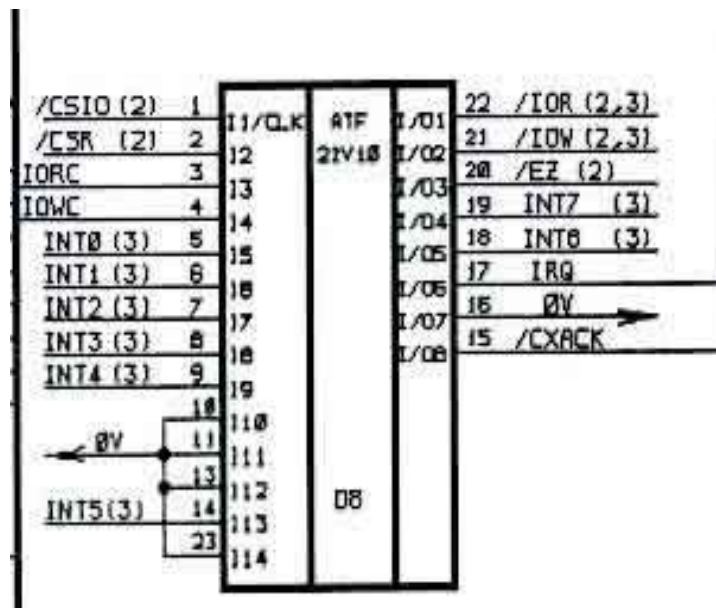 /CSIO (2) 1 I1/CLK ATF I/O1 22 /IOR (2,3)
/CSR (2) 2 I2 21V10 I/O2 21 /IOW (2,3)
IORC 3 I3 I/O3 20 /EZ (2)
IOWC 4 I4 I/O4 19 INT7 (3)
INT0 (3) 5 I5 I/O5 18 INT6 (3)
INT1 (3) 6 I6 I/O6 17 IRQ
INT2 (3) 7 I7 I/O7 16 0V
INT3 (3) 8 I8 I/O8 15 /CXACK
INT4 (3) 9 I9
10 I10
0V 11 I11
13 I12 D8
INT5(3) 14 I13
23 I14